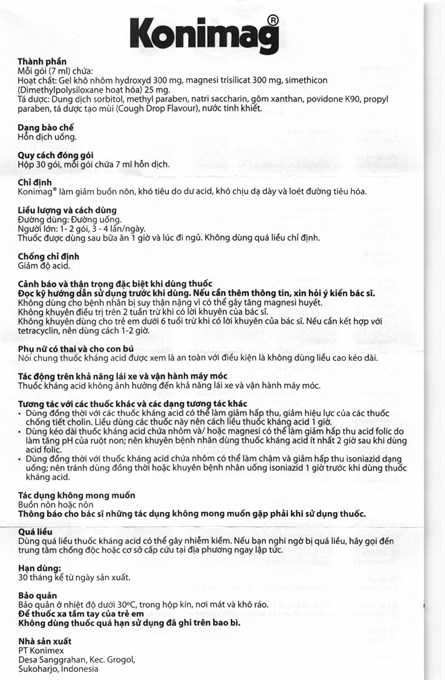 Konimag®
Thành phần
Mỗi gói (7 ml) chứa:
Hoạt chất: Gel khô nhôm hydroxyd 300 mg, magnesi trisilicat 300 mg, simethicon
(Dimethylpolysiloxane hoạt hóa) 25 mg.
Tá dược: Dung dịch sorbitol, methyl paraben, natri saccharin, gôm xanthan, povidone K90, propyl
paraben, tá dược tạo mùi (Cough Drop Flavour), nước tinh khiết.
Dạng bào chế
Hỗn dịch uống.
Quy cách đóng gói
Hộp 30 gói, mỗi gói chứa 7 ml hỗn dịch.
Chỉ định
Konimag® làm giảm buồn nôn, khó tiêu do dư acid, khó chịu dạ dày và loét đường tiêu hóa.
Liều lượng và cách dùng
Đường dùng: Đường uống.
Người lớn: 1- 2 gói, 3 - 4 lần/ngày.
Thuốc được dùng sau bữa ăn 1 giờ và lúc đi ngủ. Không dùng quá liều chỉ định.
Chống chỉ định
Giảm độ acid.
Cảnh báo và thận trọng đặc biệt khi dùng thuốc
Đọc kỹ hướng dẫn sử dụng trước khi dùng. Nếu cần thêm thông tin, xin hỏi ý kiến bác sĩ.
Không dùng cho bệnh nhân bị suy thận nặng vì có thể gây tăng magnesi huyết.
Không khuyên điều trị trên 2 tuần trừ khi có lời khuyên của bác sĩ.
Không khuyên dùng cho trẻ em dưới 6 tuổi trừ khi có lời khuyên của bác sĩ. Nếu cần kết hợp với
tetracyclin, nên dùng cách 1-2 giờ.
Phụ nữ có thai và cho con bú
Nói chung thuốc kháng acid được xem là an toàn với điều kiện là không dùng liều cao kéo dài.
Tác động trên khả năng lái xe và vận hành máy móc
Thuốc kháng acid không ảnh hưởng đến khả năng lái xe và vận hành máy móc.
Tương tác với các thuốc khác và các dạng tương tác khác
• Dùng đồng thời với các thuốc kháng acid có thể làm giảm hấp thu, giảm hiệu lực của các thuốc
chống tiết cholin. Liều dùng các thuốc này nên cách liều thuốc kháng acid 1 giờ.
• Dùng kéo dài thuốc kháng acid chứa nhôm và/ hoặc magnesi có thể làm giảm hấp thu acid folic do
làm tăng pH của ruột non; nên khuyên bệnh nhân dùng thuốc kháng acid ít nhất 2 giờ sau khi dùng
acid folic.
• Dùng đồng thời với thuốc kháng acid chứa nhôm có thể làm chậm và giảm hấp thu isoniazid dạng
uống; nên tránh dùng đồng thời hoặc khuyên bệnh nhân uống isoniazid 1 giờ trước khi dùng thuốc
kháng acid.
Tác dụng không mong muốn
Buồn nôn hoặc nôn
Thông báo cho bác sĩ những tác dụng không mong muốn gặp phải khi sử dụng thuốc.
Quá liều
Dùng quá liều thuốc kháng acid có thể gây nhiễm kiềm. Nếu bạn nghi ngờ bị quá liều, hãy gọi đến
trung tâm chống độc hoặc cơ sở cấp cứu tại địa phương ngay lập tức.
Hạn dùng:
30 tháng kể từ ngày sản xuất.
Bảo quản
Bảo quản ở nhiệt độ dưới 30ºC, trong hộp kín, nơi mát và khô ráo.
Để thuốc xa tầm tay của trẻ em
Không dùng thuốc quá hạn sử dụng đã ghi trên bao bì.
Nhà sản xuất
PT Konimex
Desa Sanggrahan, Kec. Grogol,
Sukoharjo, Indonesia